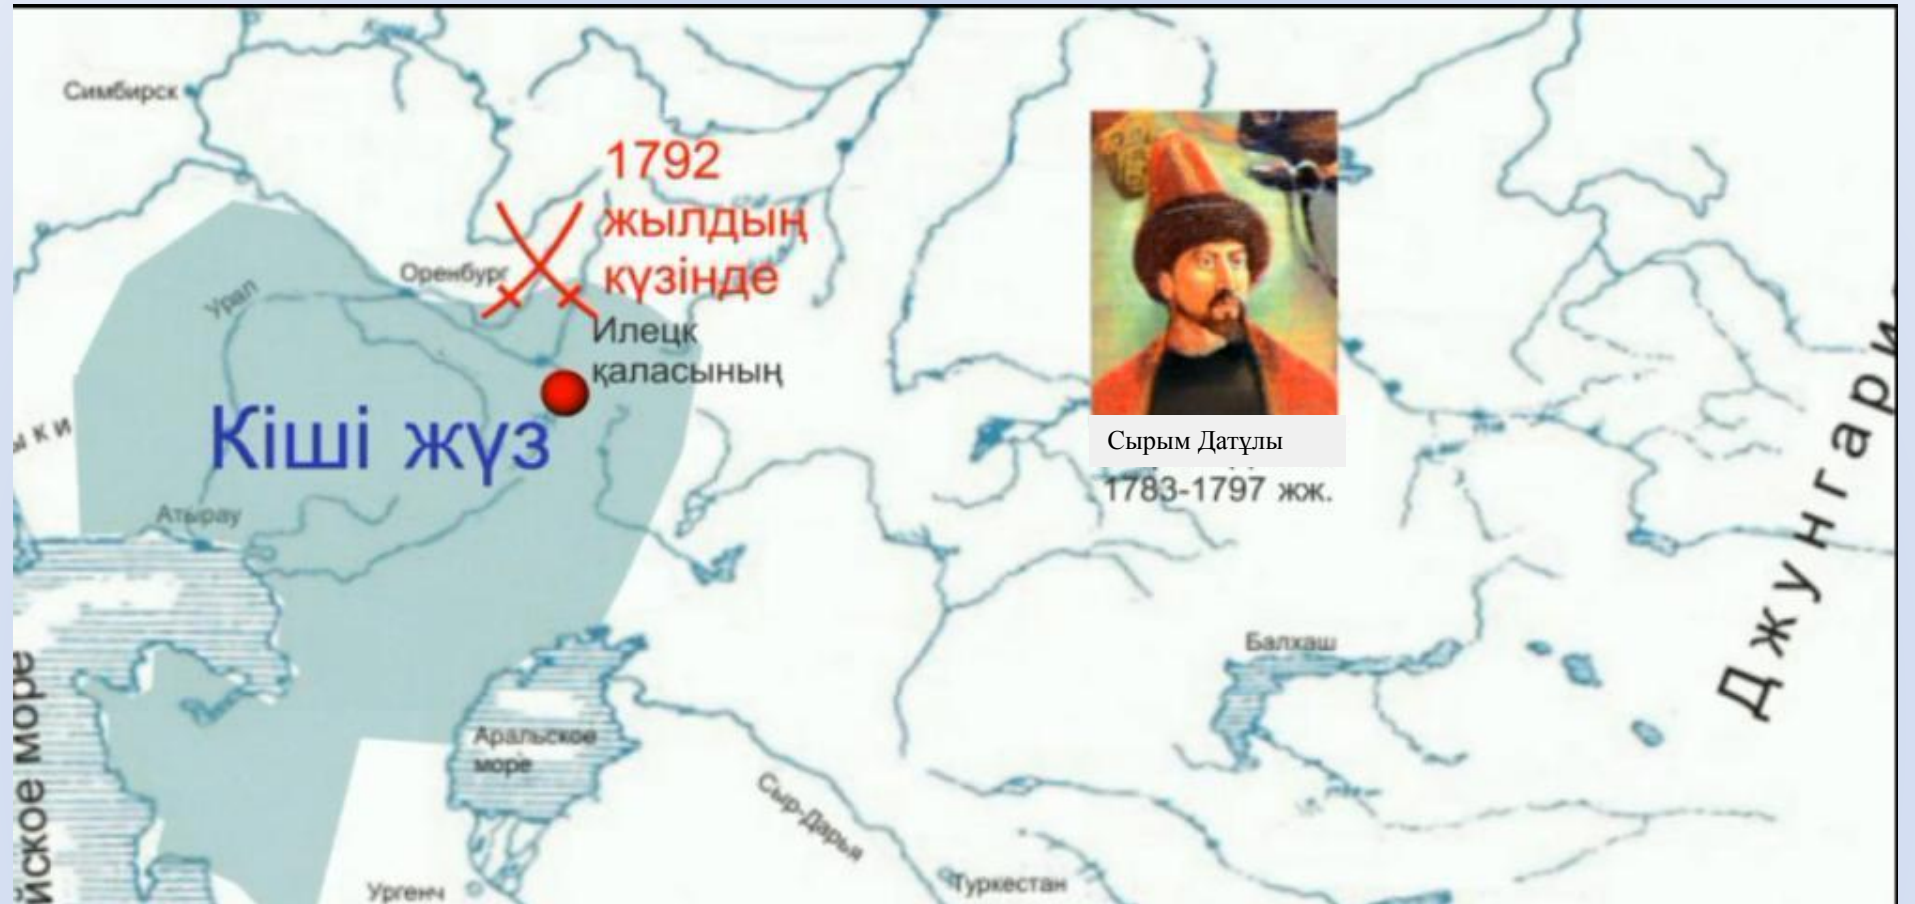 Симбирск
1792
жылдың
күзінде
Оренбург
Урал
Илецк
қаласының
Кіші жүз
Атырау
Сырым Датұлы
1783-1797 жж.
Джунгари
Балхаш
Аральское
море
йское море
Сыр-Дарья
Туркестан
Ургенч